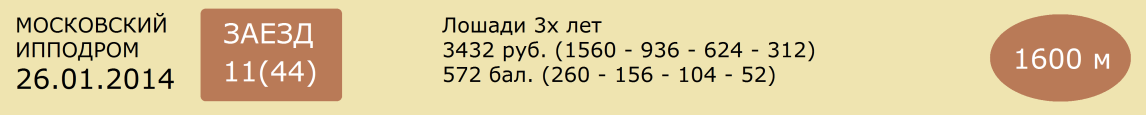 МОСКОВСКИЙ
ИППОДРОМ
26.01.2014
ЗАЕЗД
11(44)
Лошади 3х лет
3432 руб. (1560 - 936 - 624 - 312)
572 бал. (260 - 156 - 104 - 52)
1600 м